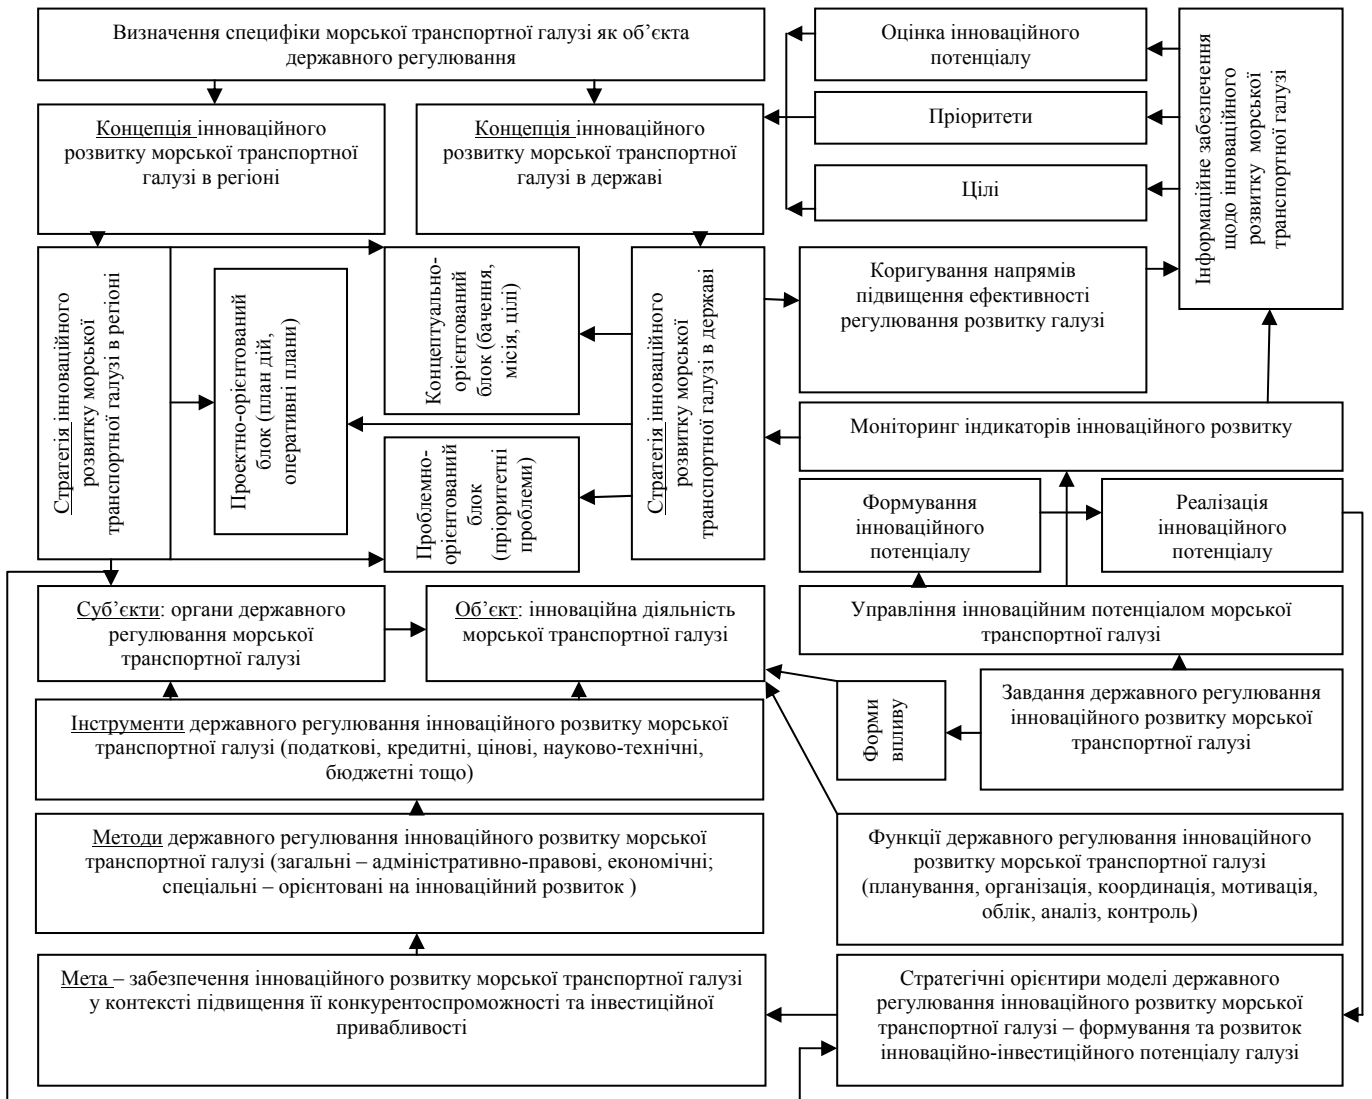 Визначення специфіки морської транспортної галузі як об’єкта
державного регулювання
Оцінка інноваційного
потенціалу
Пріоритети
Цілі
Інформаційне забезпечення
щодо інноваційного
розвитку морської
транспортної галузі
Концепція інноваційного
розвитку морської транспортної
галузі в регіоні
Концепція інноваційного
розвитку морської транспортної
галузі в державі
Стратегія інноваційного
розвитку морської
транспортної галузі в регіоні
Проектно-орієнтований
блок (план дій,
оперативні плани)
Концептуально-
орієнтований
блок (бачення,
місія, цілі)
Проблемно-
орієнтований
блок
(пріоритетні
проблеми)
Стратегія інноваційного
розвитку морської
транспортної галузі в державі
Коригування напрямів
підвищення ефективності
регулювання розвитку галузі
Моніторинг індикаторів інноваційного розвитку
Формування
інноваційного
потенціалу
Реалізація
інноваційного
потенціалу
Суб’єкти: органи державного
регулювання морської
транспортної галузі
Об’єкт: інноваційна діяльність
морської транспортної галузі
Управління інноваційним потенціалом морської
транспортної галузі
Інструменти державного регулювання інноваційного розвитку морської
транспортної галузі (податкові, кредитні, цінові, науково-технічні,
бюджетні тощо)
Форми
впливу
Завдання державного регулювання
інноваційного розвитку морської
транспортної галузі
Методи державного регулювання інноваційного розвитку морської
транспортної галузі (загальні – адміністративно-правові, економічні;
спеціальні – орієнтовані на інноваційний розвиток )
Функції державного регулювання інноваційного
розвитку морської транспортної галузі
(планування, організація, координація, мотивація,
облік, аналіз, контроль)
Мета – забезпечення інноваційного розвитку морської транспортної галузі
у контексті підвищення її конкурентоспроможності та інвестиційної
привабливості
Стратегічні орієнтири моделі державного
регулювання інноваційного розвитку морської
транспортної галузі – формування та розвиток
інноваційно-інвестиційного потенціалу галузі